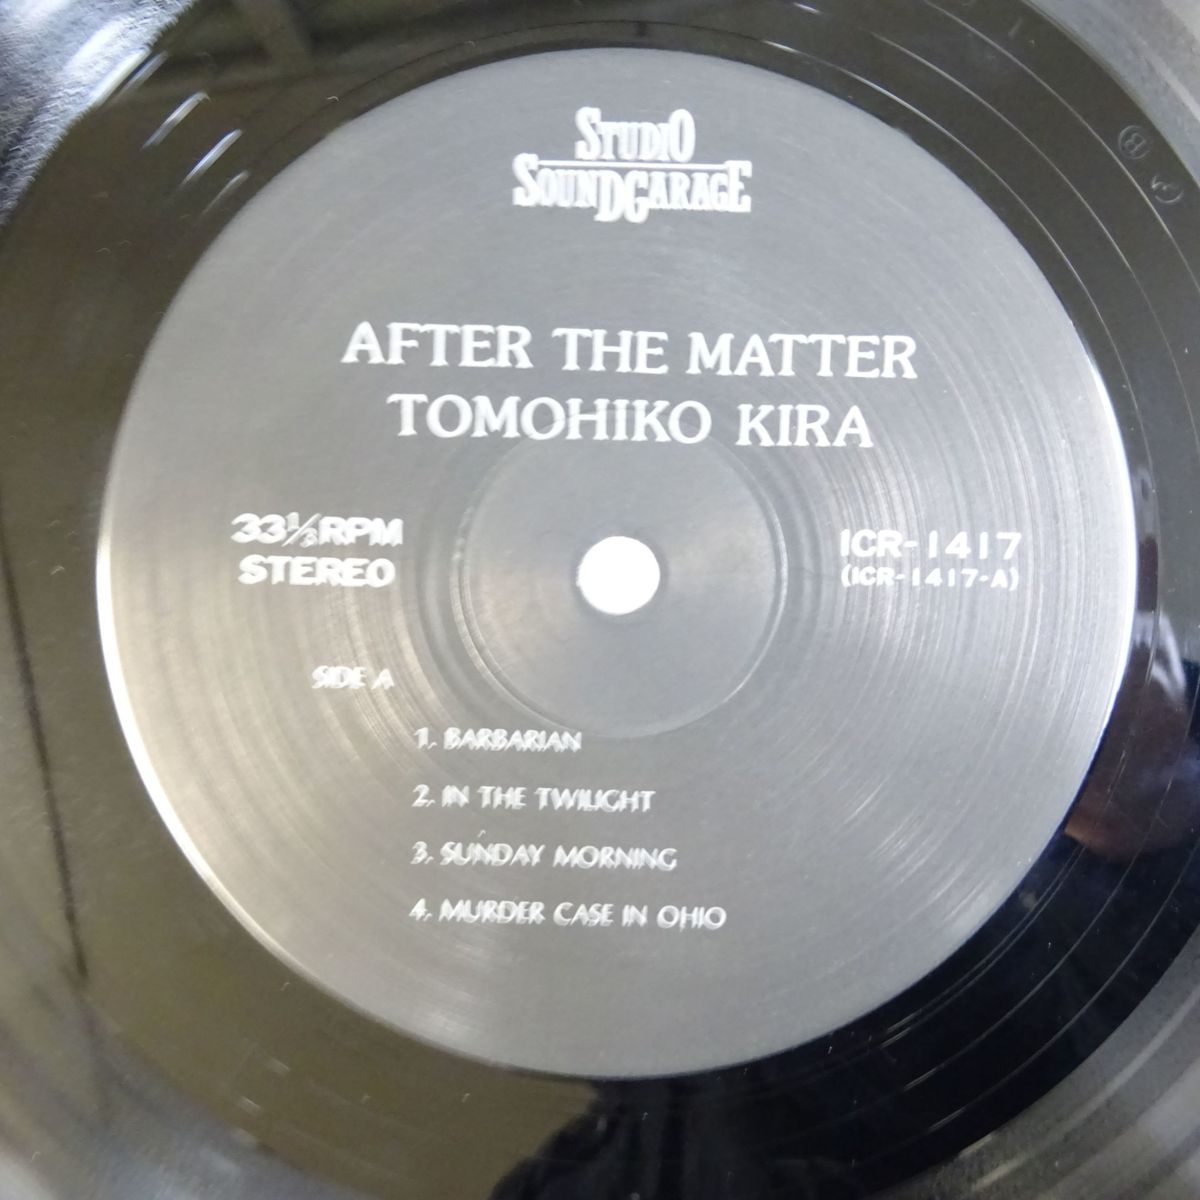 STUDIO
SOUNDGARAGE
AFTER THE MATTER
TOMOHIKO KIRA
33⅓RPM
STEREO
ICR-1417
(ICR-1417-A)
SIDE A
1. BARBARIAN
2. IN THE TWILIGHT
3. SUNDAY MORNING
4. MURDER CASE IN OHIO